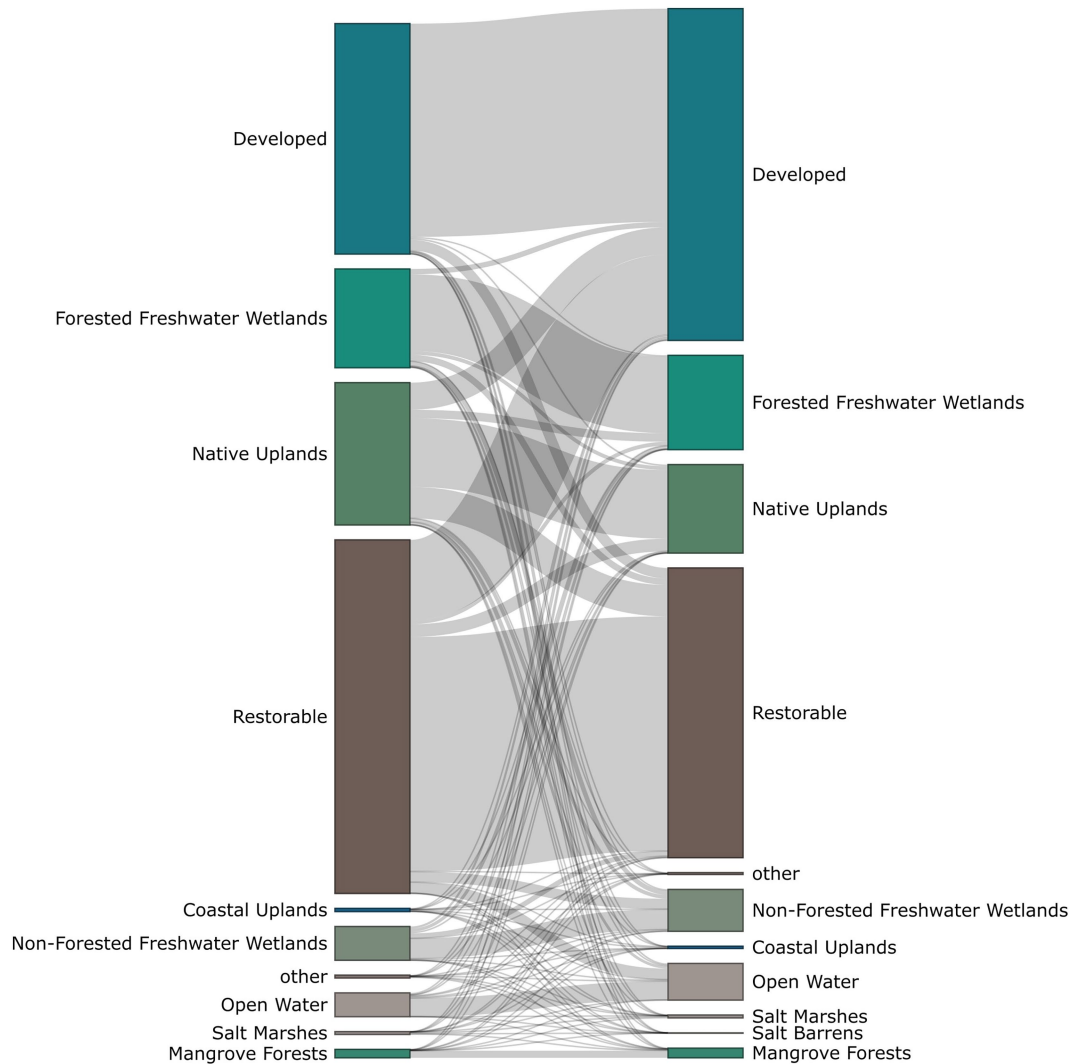 Developed
Forested Freshwater Wetlands
Native Uplands
Restorable
Coastal Uplands
Non-Forested Freshwater Wetlands
other
Open Water
Salt Marshes
Mangrove Forests
Developed
Forested Freshwater Wetlands
Native Uplands
Restorable
other
Non-Forested Freshwater Wetlands
Coastal Uplands
Open Water
Salt Marshes
Salt Barrens
Mangrove Forests